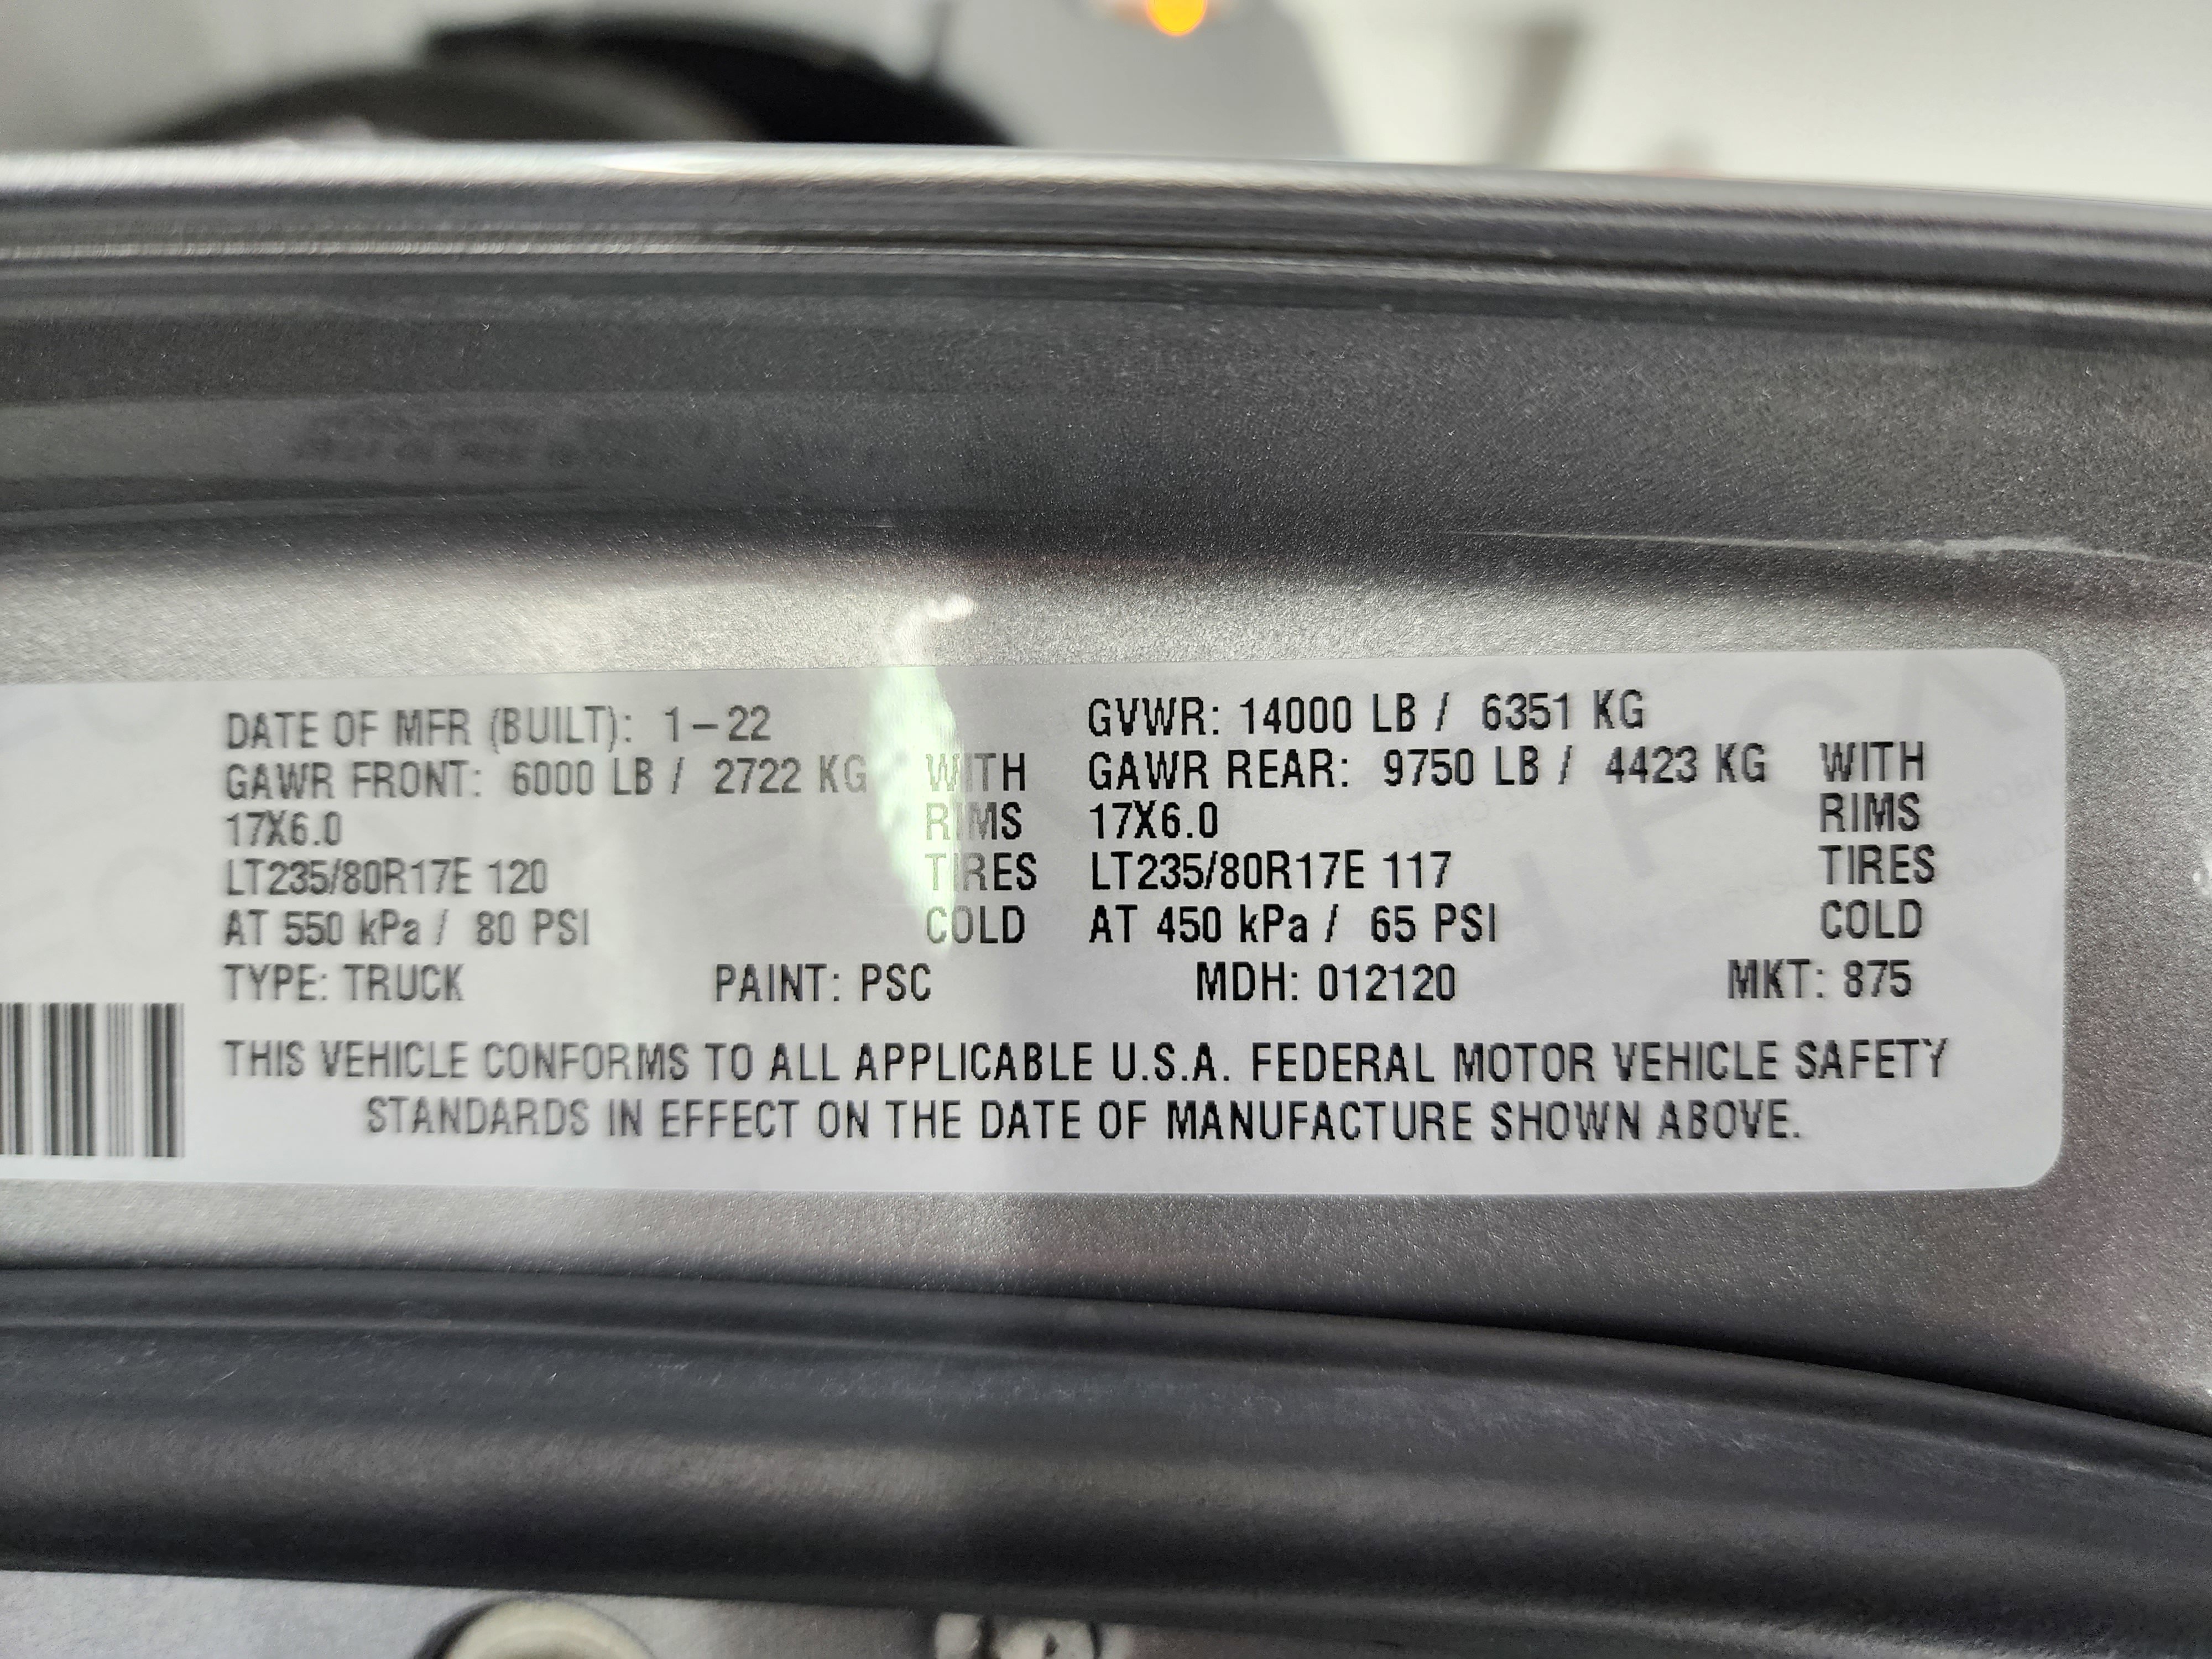 DATE OF MFR (BUILT): 1-22 GVWR: 14000 LB / 6351 KG
GAWR FRONT: 6000 LB / 2722 KG WITH GAWR REAR: 9750 LB / 4423 KG WITH
17X6.0 RIMS 17X6.0 RIMS
LT235/80R17E 120 TIRES LT235/80R17E 117 TIRES
AT 550 kPa / 80 PSI COLD AT 450 kPa / 65 PSI COLD
TYPE: TRUCK PAINT: PSC MDH: 012120 MKT: 875
THIS VEHICLE CONFORMS TO ALL APPLICABLE U.S.A. FEDERAL MOTOR VEHICLE SAFETY
STANDARDS IN EFFECT ON THE DATE OF MANUFACTURE SHOWN ABOVE.